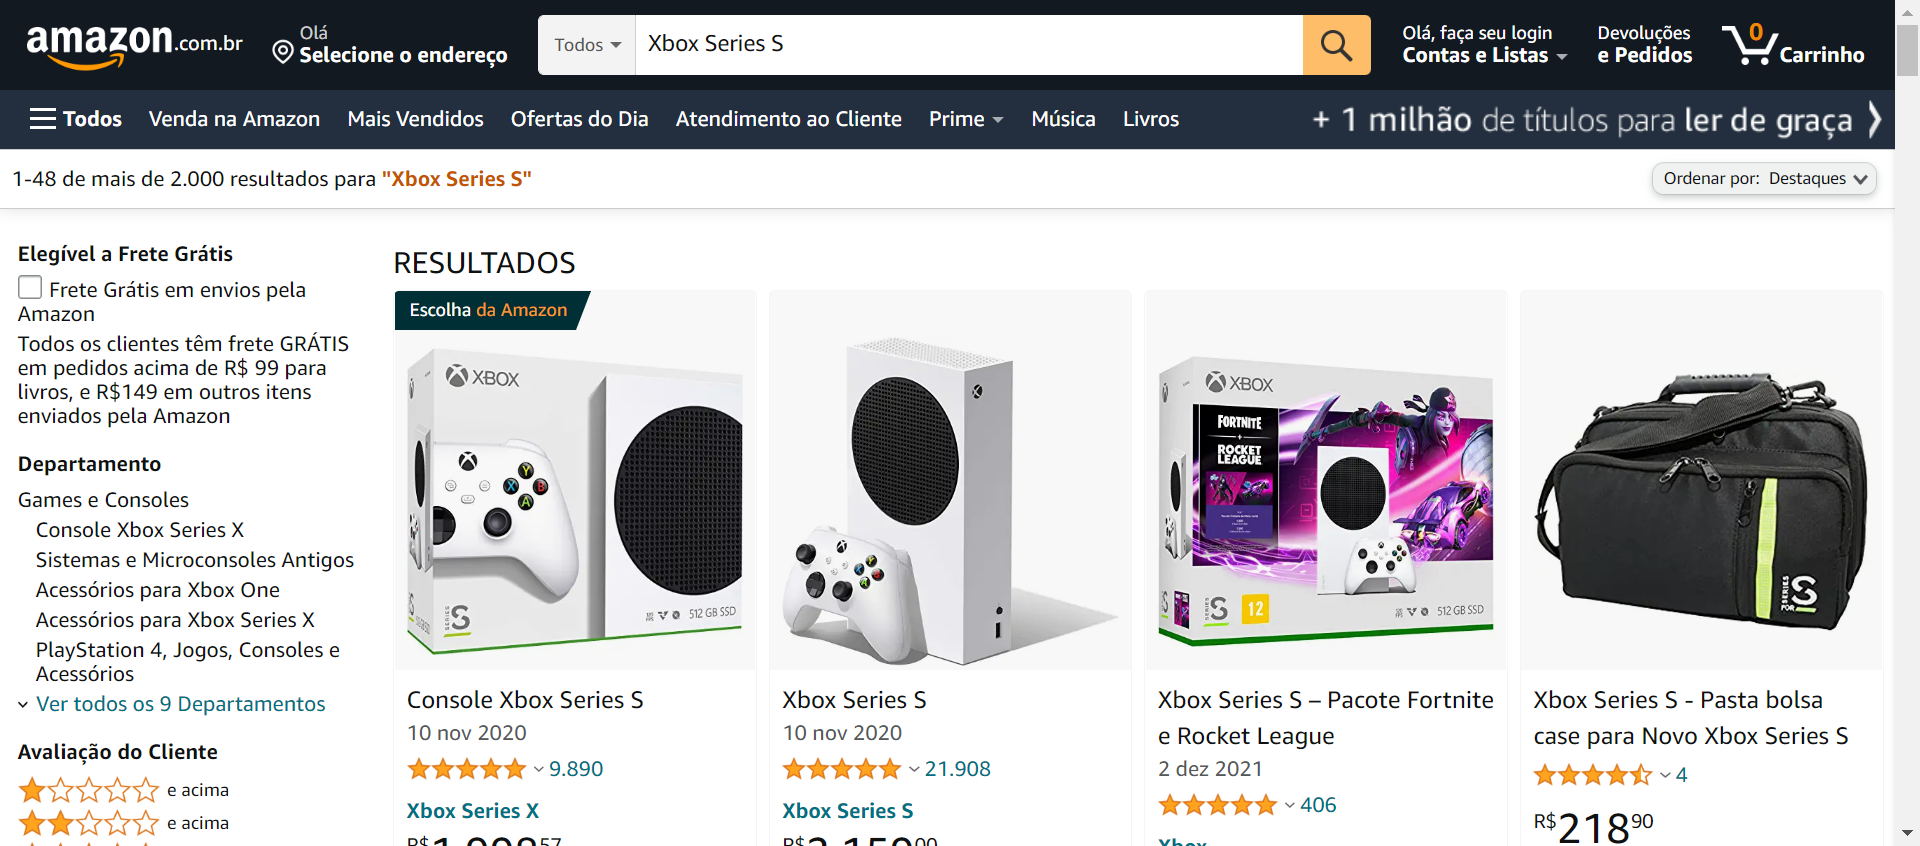 amazon.com.br
Olá
Selecione o endereço
Todos
Xbox Series S
Olá, faça seu login
Contas e Listas
Devoluções
e Pedidos
0
Carrinho
Todos
Venda na Amazon
Mais Vendidos
Ofertas do Dia
Atendimento ao Cliente
Prime
Música
Livros
+ 1 milhão de títulos para ler de graça
1-48 de mais de 2.000 resultados para "Xbox Series S"
Ordenar por: Destaques
Elegível a Frete Grátis
Frete Grátis em envios pela
Amazon
Todos os clientes têm frete GRÁTIS
em pedidos acima de R$ 99 para
livros, e R$149 em outros itens
enviados pela Amazon
Departamento
Games e Consoles
Console Xbox Series X
Sistemas e Microconsoles Antigos
Acessórios para Xbox One
Acessórios para Xbox Series X
PlayStation 4, Jogos, Consoles e
Acessórios
Ver todos os 9 Departamentos
Avaliação do Cliente
e acima
e acima
RESULTADOS
Escolha da Amazon
XBOX
Y
X
B
A
SERIES S
512 GB SSD
Console Xbox Series S
10 nov 2020
9.890
Xbox Series X
Xbox Series S
10 nov 2020
21.908
Xbox Series S
XBOX
FORTNITE
+
ROCKET
LEAGUE
SERIES S
12
512 GB SSD
Xbox Series S – Pacote Fortnite
e Rocket League
2 dez 2021
406
Xbox
FOR
SERIES
S
Xbox Series S - Pasta bolsa
case para Novo Xbox Series S
4
R$218 90